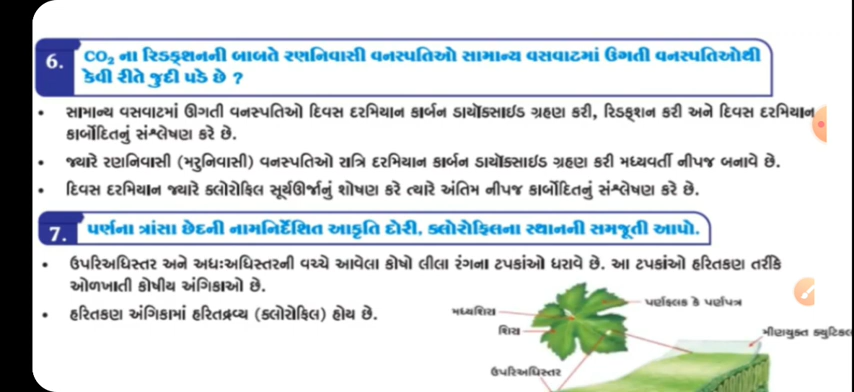 6. CO₂ ના રિડક્શનની બાબતે રણનિવાસી વનસ્પતિઓ સામાન્ય વસવાટમાં ઉગતી વનસ્પતિઓથી
કેવી રીતે જુદી પડે છે ?
• સામાન્ય વસવાટમાં ઊગતી વનસ્પતિઓ દિવસ દરમિયાન કાર્બન ડાયૉક્સાઇડ ગ્રહણ કરી, રિડક્શન કરી અને દિવસ દરમિયાન
કાર્બોદિતનું સંશ્લેષણ કરે છે.
• જ્યારે રણનિવાસી (મરુનિવાસી) વનસ્પતિઓ રાત્રિ દરમિયાન કાર્બન ડાયૉક્સાઇડ ગ્રહણ કરી મધ્યવર્તી નીપજ બનાવે છે.
• દિવસ દરમિયાન જ્યારે ક્લોરોફિલ સૂર્યઊર્જાનું શોષણ કરે ત્યારે અંતિમ નીપજ કાર્બોદિતનું સંશ્લેષણ કરે છે.
7. પર્ણના ત્રાંસા છેદની નામનિર્દેશિત આકૃતિ દોરી, ક્લોરોફિલના સ્થાનની સમજૂતી આપો.
• ઉપરિઅધિસ્તર અને અધઃઅધિસ્તરની વચ્ચે આવેલા કોષો લીલા રંગના ટપકાંઓ ધરાવે છે. આ ટપકાંઓ હરિતકણ તરીકે
ઓળખાતી કોષીય અંગિકાઓ છે.
• હરિતકણ અંગિકામાં હરિતદ્રવ્ય (ક્લોરોફિલ) હોય છે.
પર્ણફલક કે પર્ણપત્ર
મધ્યશિરા
શિરા
મીણયુક્ત ક્યુટિકલ
ઉપરિઅધિસ્તર